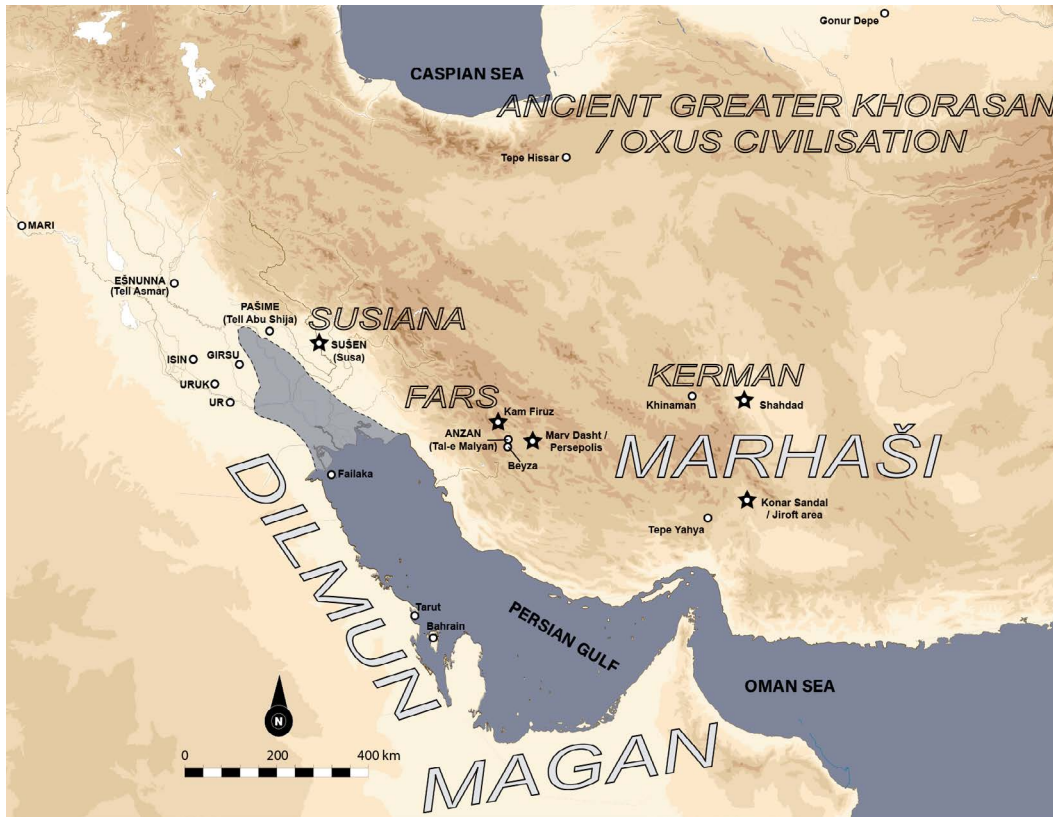 Gonur Depe
CASPIAN SEA
ANCIENT GREATER KHORASAN
/ OXUS CIVILISATION
Tepe Hissar
MARI
EŠNUNNA
(Tell Asmar)
PAŠIME
(Tell Abu Shija)
SUSIANA
SUŠEN
(Susa)
ISIN
GIRSU
URUK
UR
FARS
Kam Firuz
ANZAN
(Tal-e Malyan)
Marv Dasht /
Persepolis
Beyza
KERMAN
Khinaman
Shahdad
MARHAŠI
Konar Sandal
/ Jiroft area
Tepe Yahya
Failaka
DILMUN
Tarut
Bahrain
PERSIAN GULF
OMAN SEA
MAGAN
N
0 200 400 km